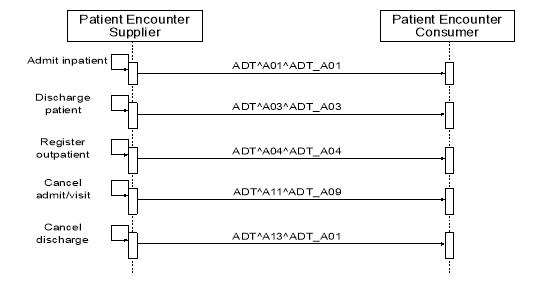 Patient Encounter
Supplier
Patient Encounter
Consumer
Admit inpatient
ADT^A01^ADT_A01
Discharge
patient
ADT^A03^ADT_A03
Register
outpatient
ADT^A04^ADT_A04
Cancel
admit/visit
ADT^A11^ADT_A09
Cancel
discharge
ADT^A13^ADT_A01